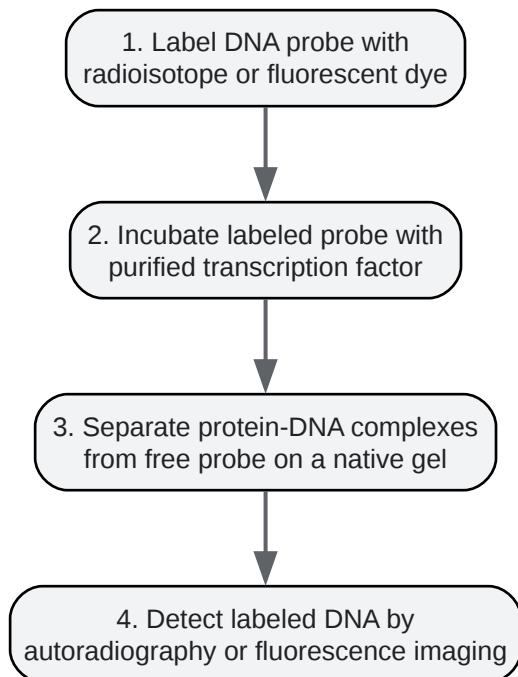 1. Label DNA probe with
radioisotope or fluorescent dye
2. Incubate labeled probe with
purified transcription factor
3. Separate protein-DNA complexes
from free probe on a native gel
4. Detect labeled DNA by
autoradiography or fluorescence imaging